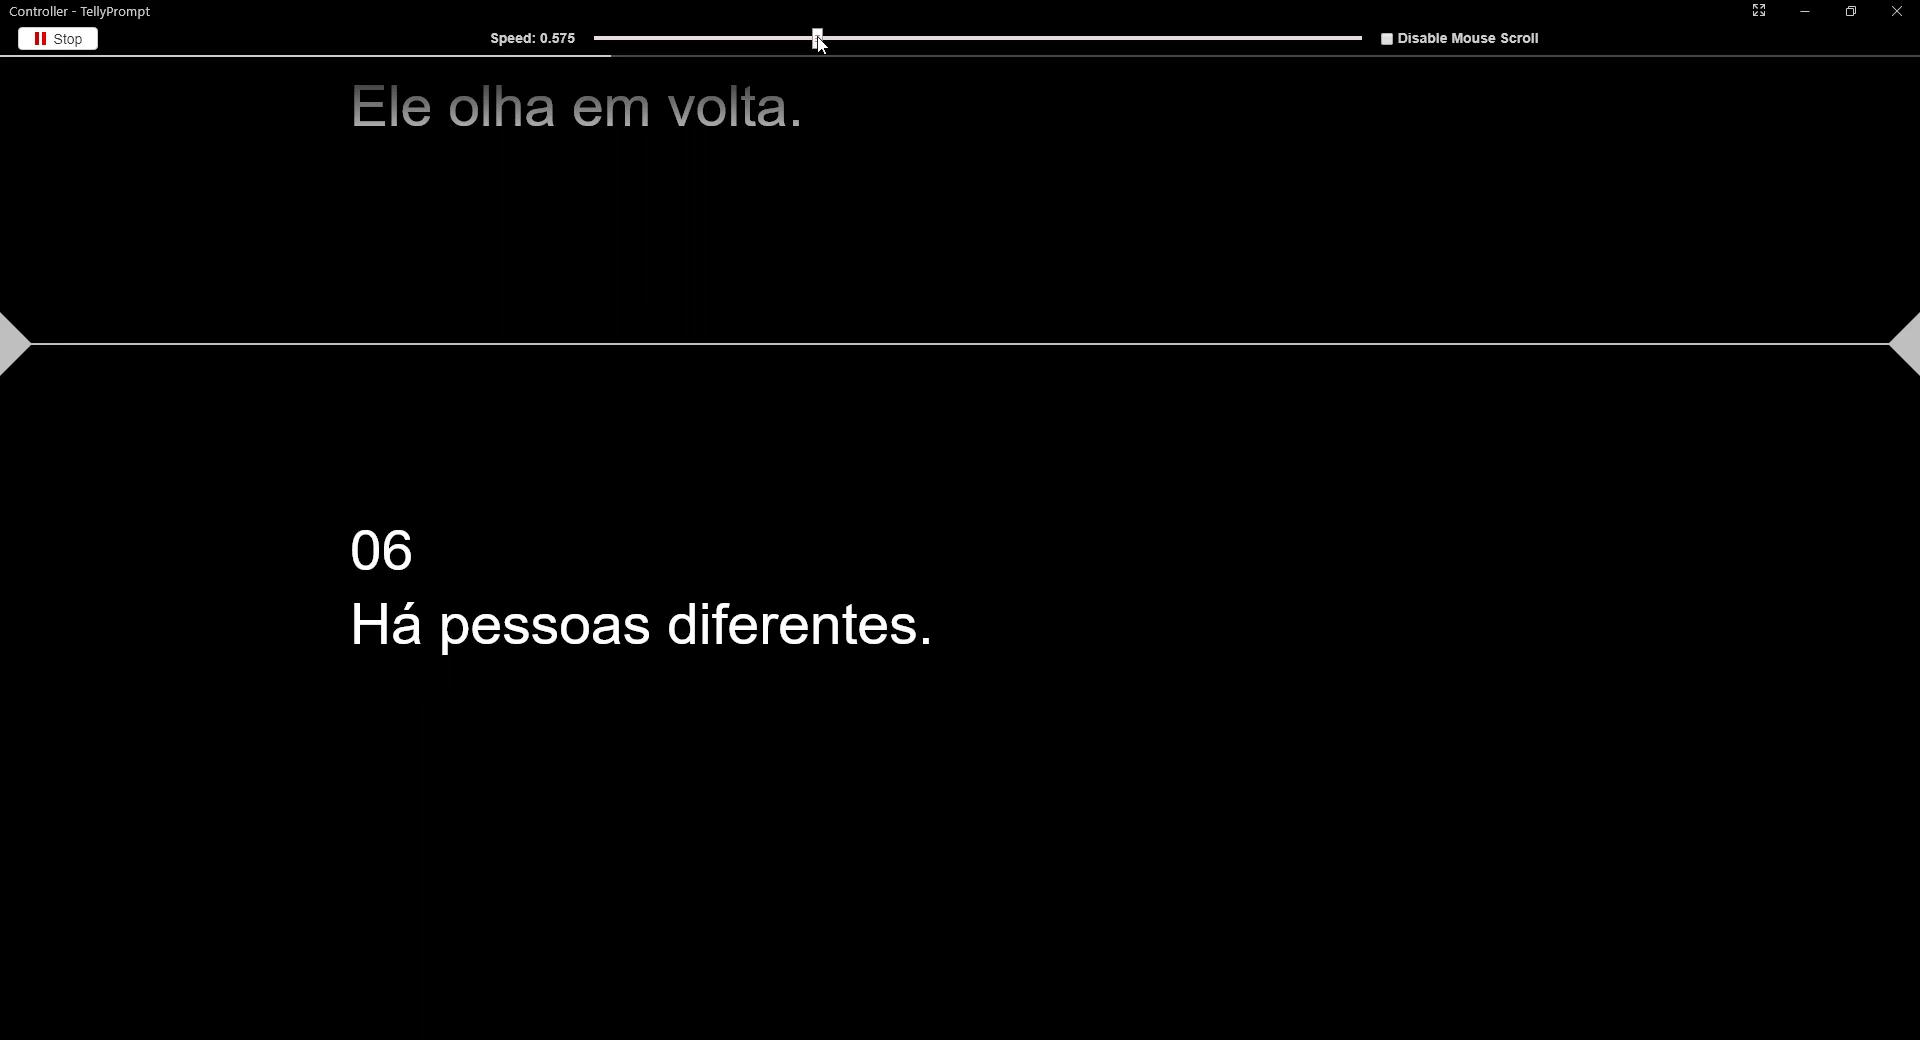 Controller - TellyPrompt
Stop
Speed: 0.575
Disable Mouse Scroll
Ele olha em volta.
06
Há pessoas diferentes.